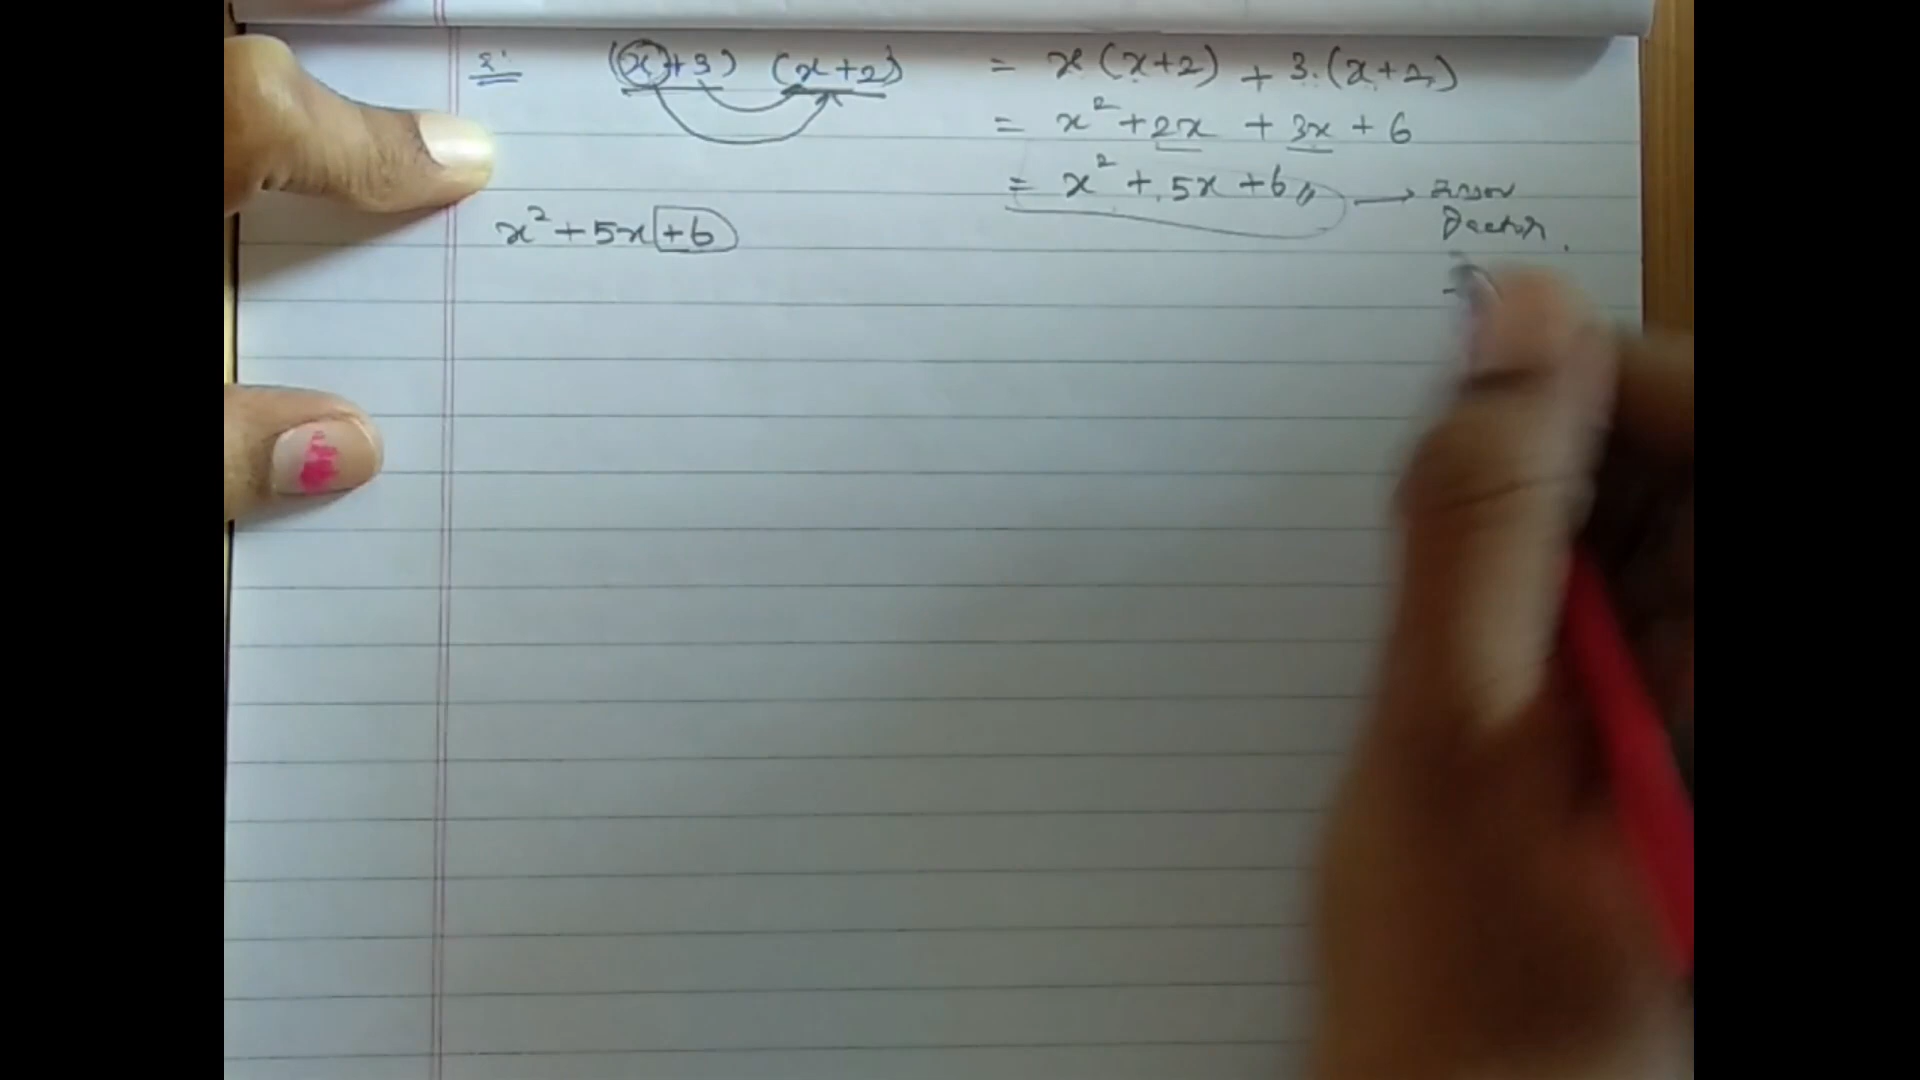 (x+3) (x+2) = x (x+2) + 3.(x+2)
= x² + 2x + 3x + 6
= x² + 5x + 6 →
x² + 5x + 6